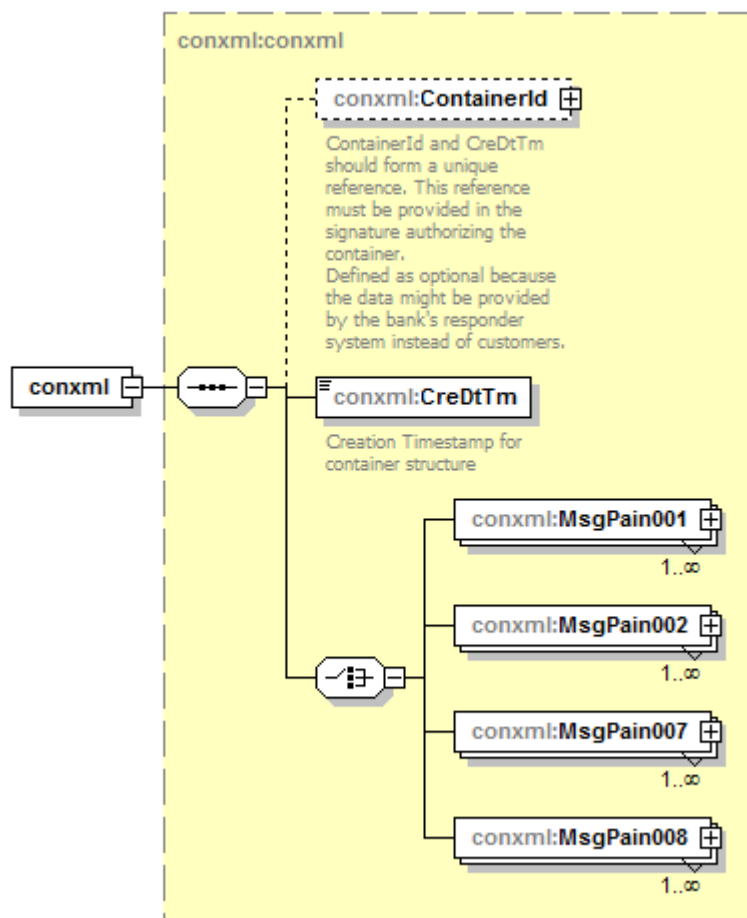 conxml:conxml
conxml:ContainerId
ContainerId and CreDtTm
should form a unique
reference. This reference
must be provided in the
signature authorizing the
container.
Defined as optional because
the data might be provided
by the bank's responder
system instead of customers.
conxml
conxml:CreDtTm
Creation Timestamp for
container structure
conxml:MsgPain001
1..∞
conxml:MsgPain002
1..∞
conxml:MsgPain007
1..∞
conxml:MsgPain008
1..∞